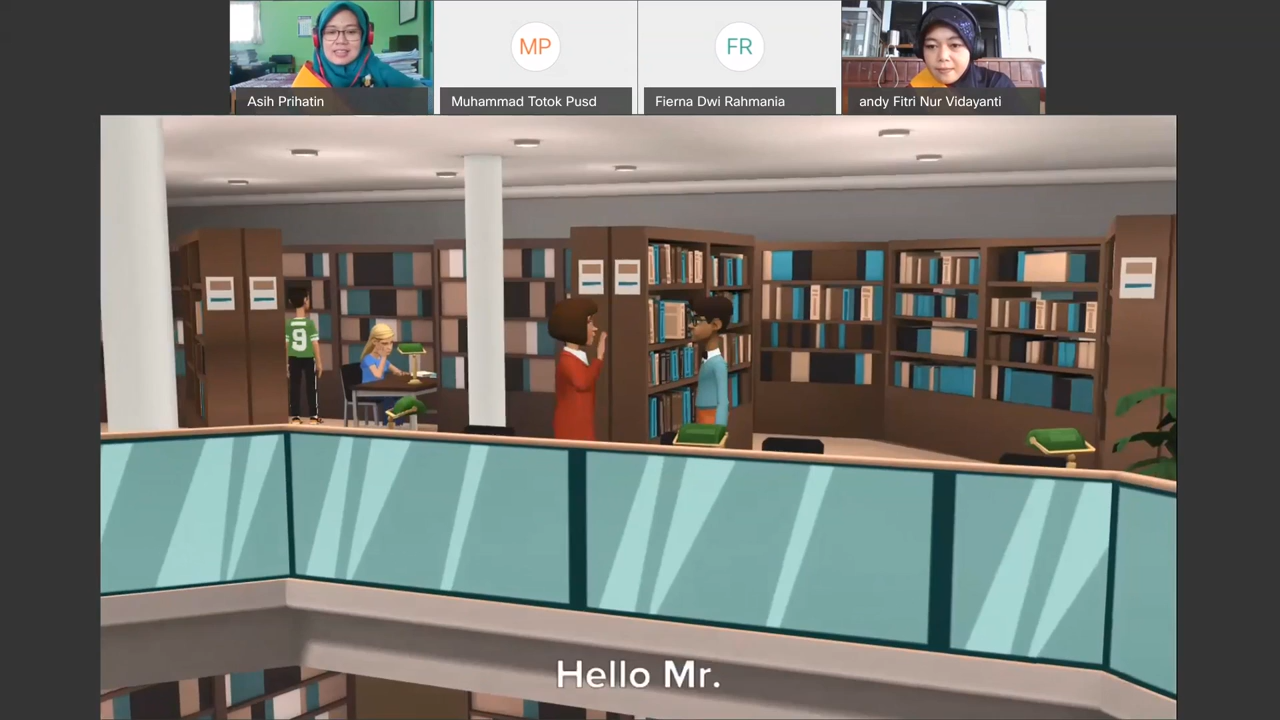 MP
FR
Asih Prihatin
Muhammad Totok Pusd
Fierna Dwi Rahmania
andy Fitri Nur Vidayanti
9
Hello Mr.